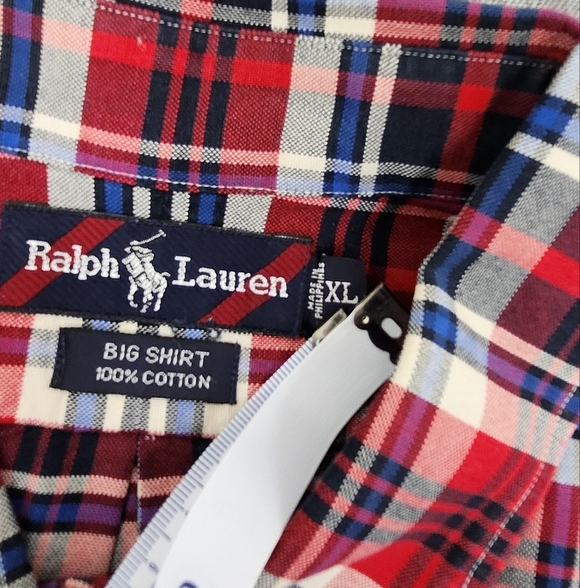 Ralph Lauren
MADE IN
PHILIPPINES
XL
BIG SHIRT
100% COTTON